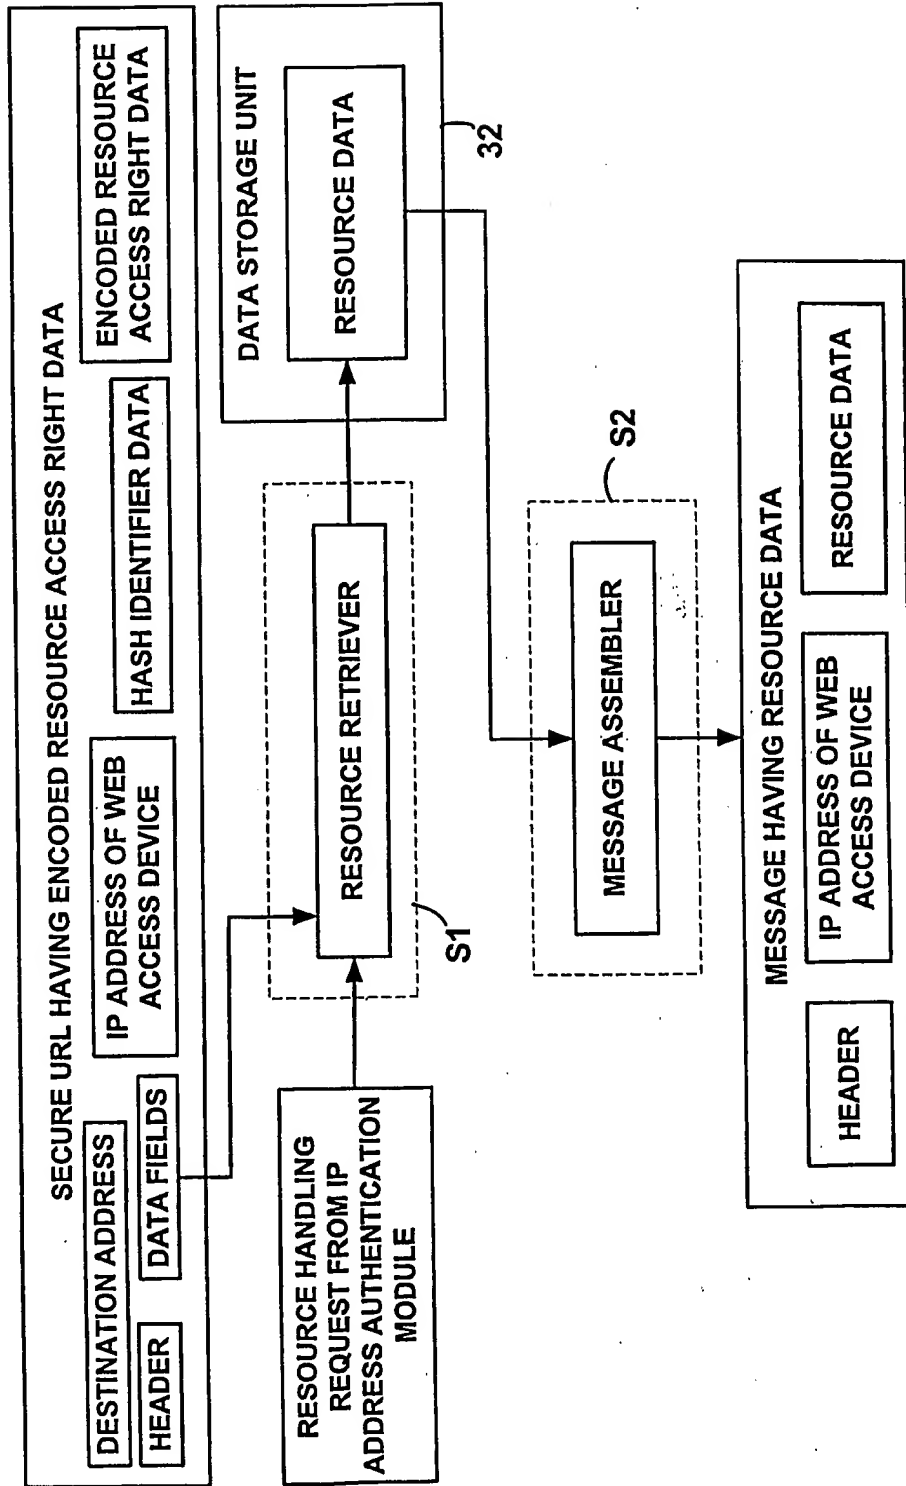 SECURE URL HAVING ENCODED RESOURCE ACCESS RIGHT DATA
DESTINATION ADDRESS
HEADER
DATA FIELDS
IP ADDRESS OF WEB
ACCESS DEVICE
HASH IDENTIFIER DATA
ENCODED RESOURCE
ACCESS RIGHT DATA
RESOURCE HANDLING
REQUEST FROM IP
ADDRESS AUTHENTICATION
MODULE
RESOURCE RETRIEVER
S1
DATA STORAGE UNIT
RESOURCE DATA
32
MESSAGE ASSEMBLER
S2
MESSAGE HAVING RESOURCE DATA
HEADER
IP ADDRESS OF WEB
ACCESS DEVICE
RESOURCE DATA